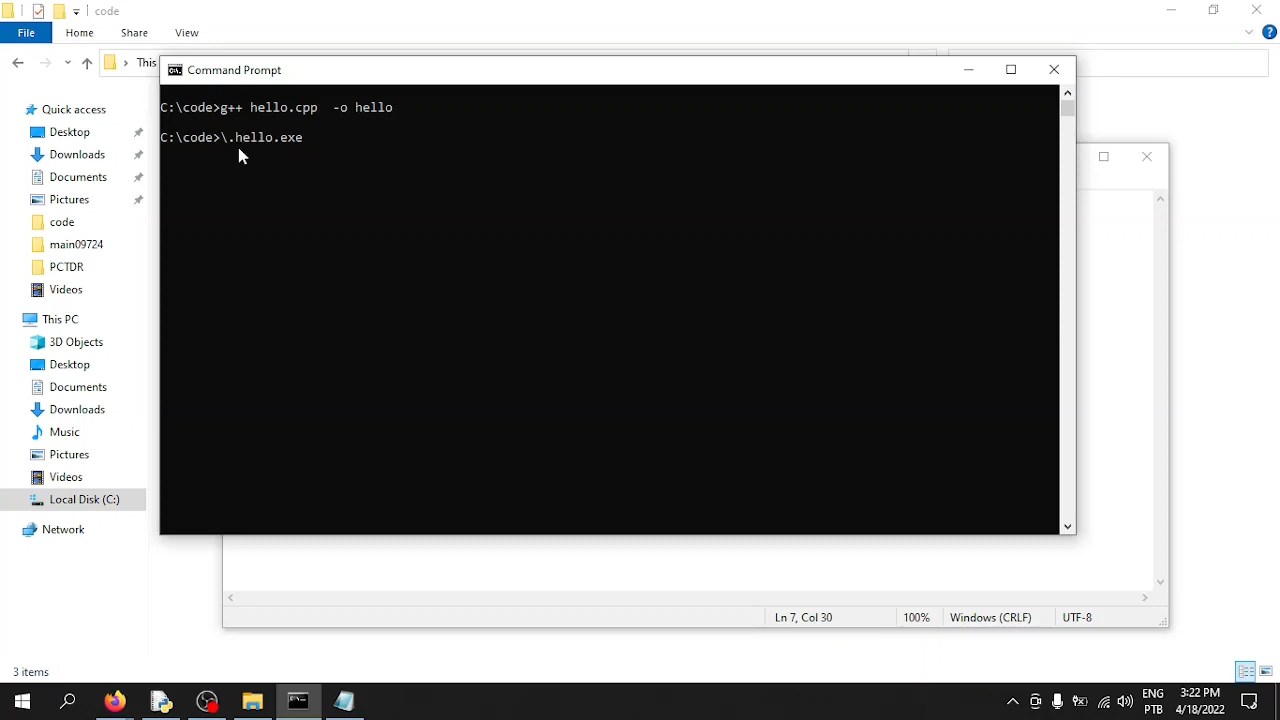 code
File
Home
Share
View
This
Command Prompt
C:\code>g++ hello.cpp  -o hello
C:\code>\.hello.exe
Quick access
Desktop
Downloads
Documents
Pictures
code
main09724
PCTDR
Videos
This PC
3D Objects
Desktop
Documents
Downloads
Music
Pictures
Videos
Local Disk (C:)
Network
Ln 7, Col 30
100%
Windows (CRLF)
UTF-8
3 items
ENG
PTB
3:22 PM
4/18/2022